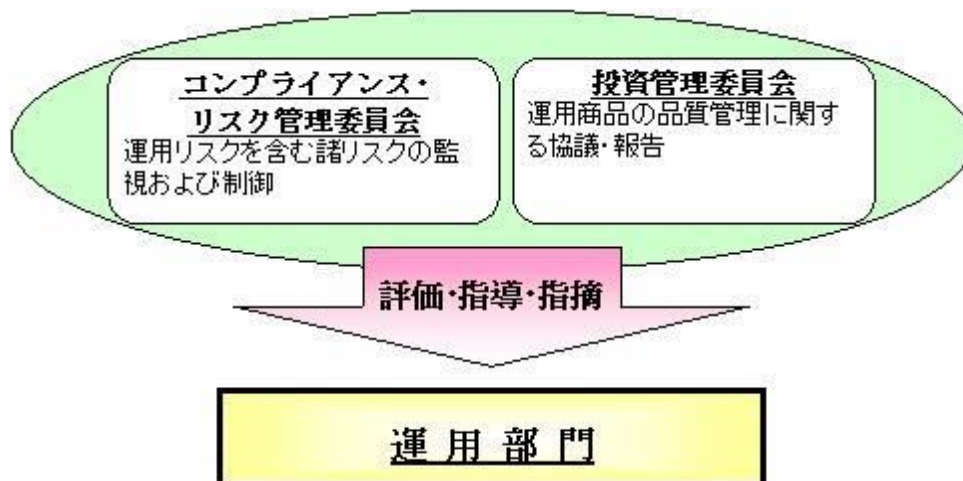 コンプライアンス・
リスク管理委員会
運用リスクを含む諸リスクの監
視および制御
投資管理委員会
運用商品の品質管理に関す
る協議・報告
評価・指導・指摘
運用部門